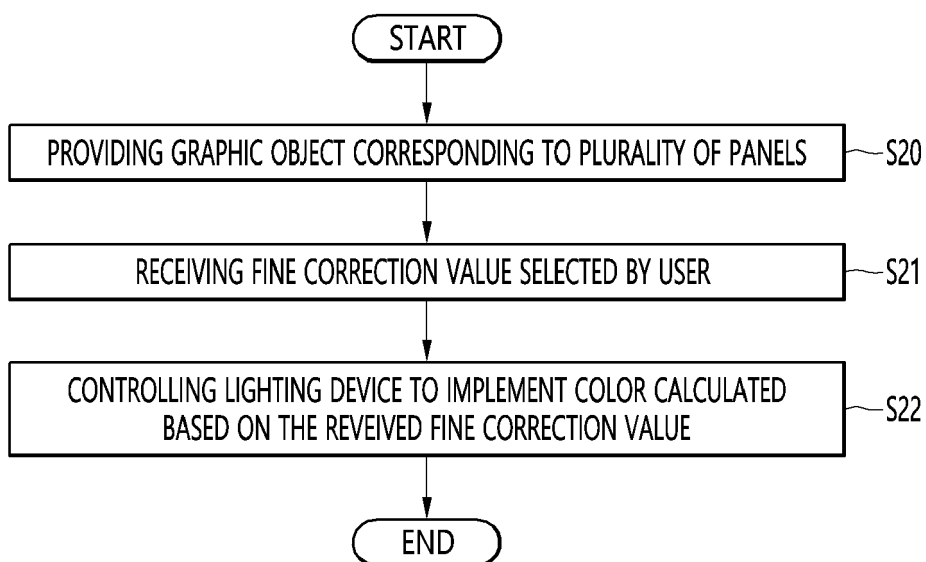 START
PROVIDING GRAPHIC OBJECT CORRESPONDING TO PLURALITY OF PANELS
S20
RECEIVING FINE CORRECTION VALUE SELECTED BY USER
S21
CONTROLLING LIGHTING DEVICE TO IMPLEMENT COLOR CALCULATED
BASED ON THE REVEIVED FINE CORRECTION VALUE
S22
END